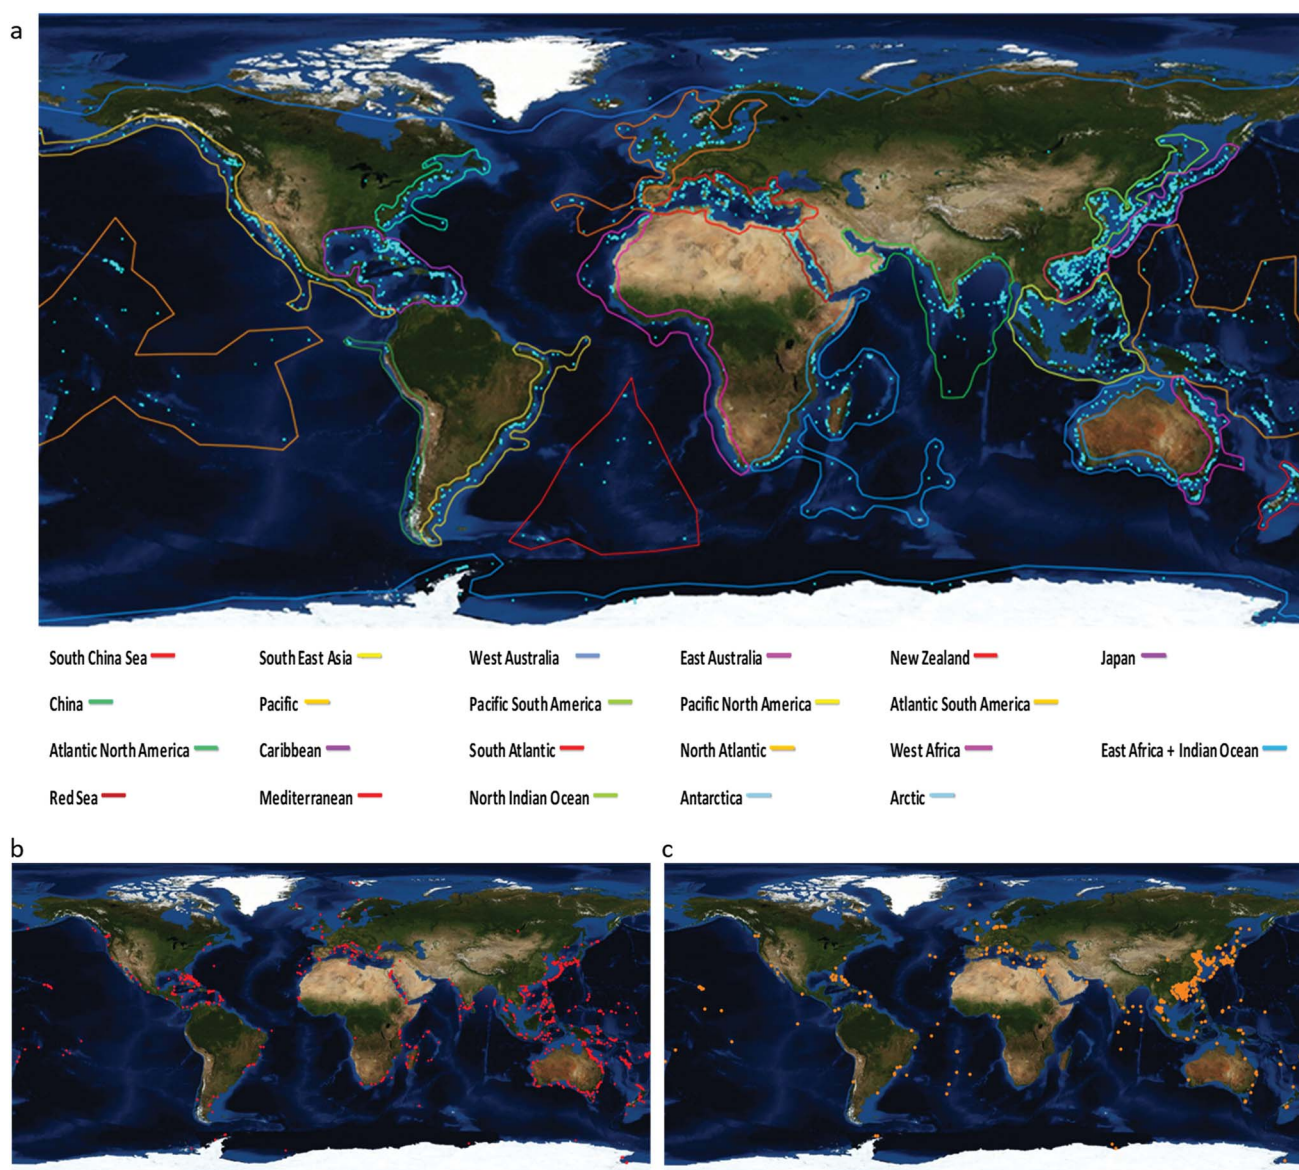 a
South China Sea South East Asia West Australia East Australia New Zealand Japan
China Pacific Pacific South America Pacific North America Atlantic South America
Atlantic North America Caribbean South Atlantic North Atlantic West Africa East Africa + Indian Ocean
Red Sea Mediterranean North Indian Ocean Antarctica Arctic
b c